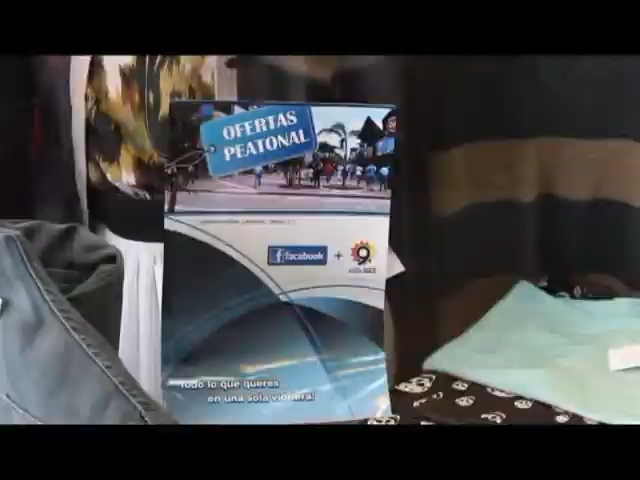 OFERTAS
PEATONAL
facebook
+
Todo lo que queres
en una sola vidriera!